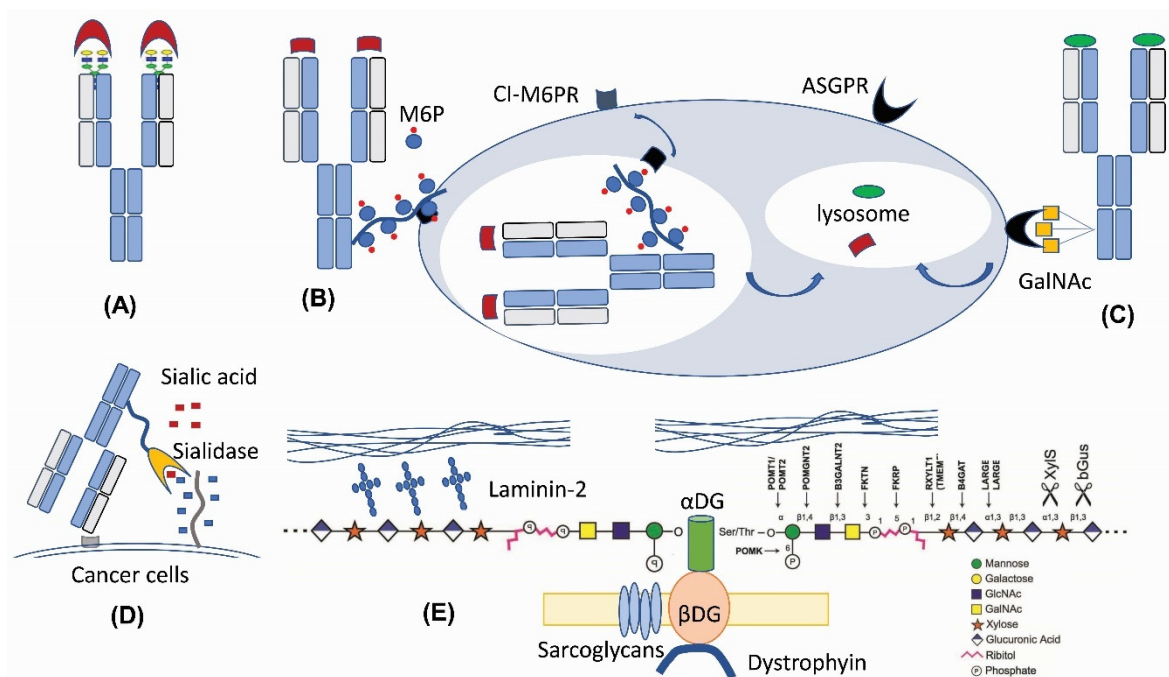 (A)
(B)
M6P
CI-M6PR
ASGPR
lysosome
GalNAc
(C)
Sialic acid
Sialidase
Cancer cells
(D)
Laminin-2
P
P
P
O
αDG
βDG
Sarcoglycans
Dystrophyin
(E)
POMT1/
POMT2
POMGNT2
B3GALNT2
FKTN
FKRP
RXYLT1
B4GAT
LARGE
LARGE
XylS
bGus
α
β1,4
β1,3
3
1
5
1
β1,2
β1,4
α1,3
β1,3
α1,3
β1,3
Ser/Thr
O
P
P
POMK
6
P
Mannose
Galactose
GlcNAc
GalNAc
Xylose
Glucuronic Acid
Ribitol
P Phosphate